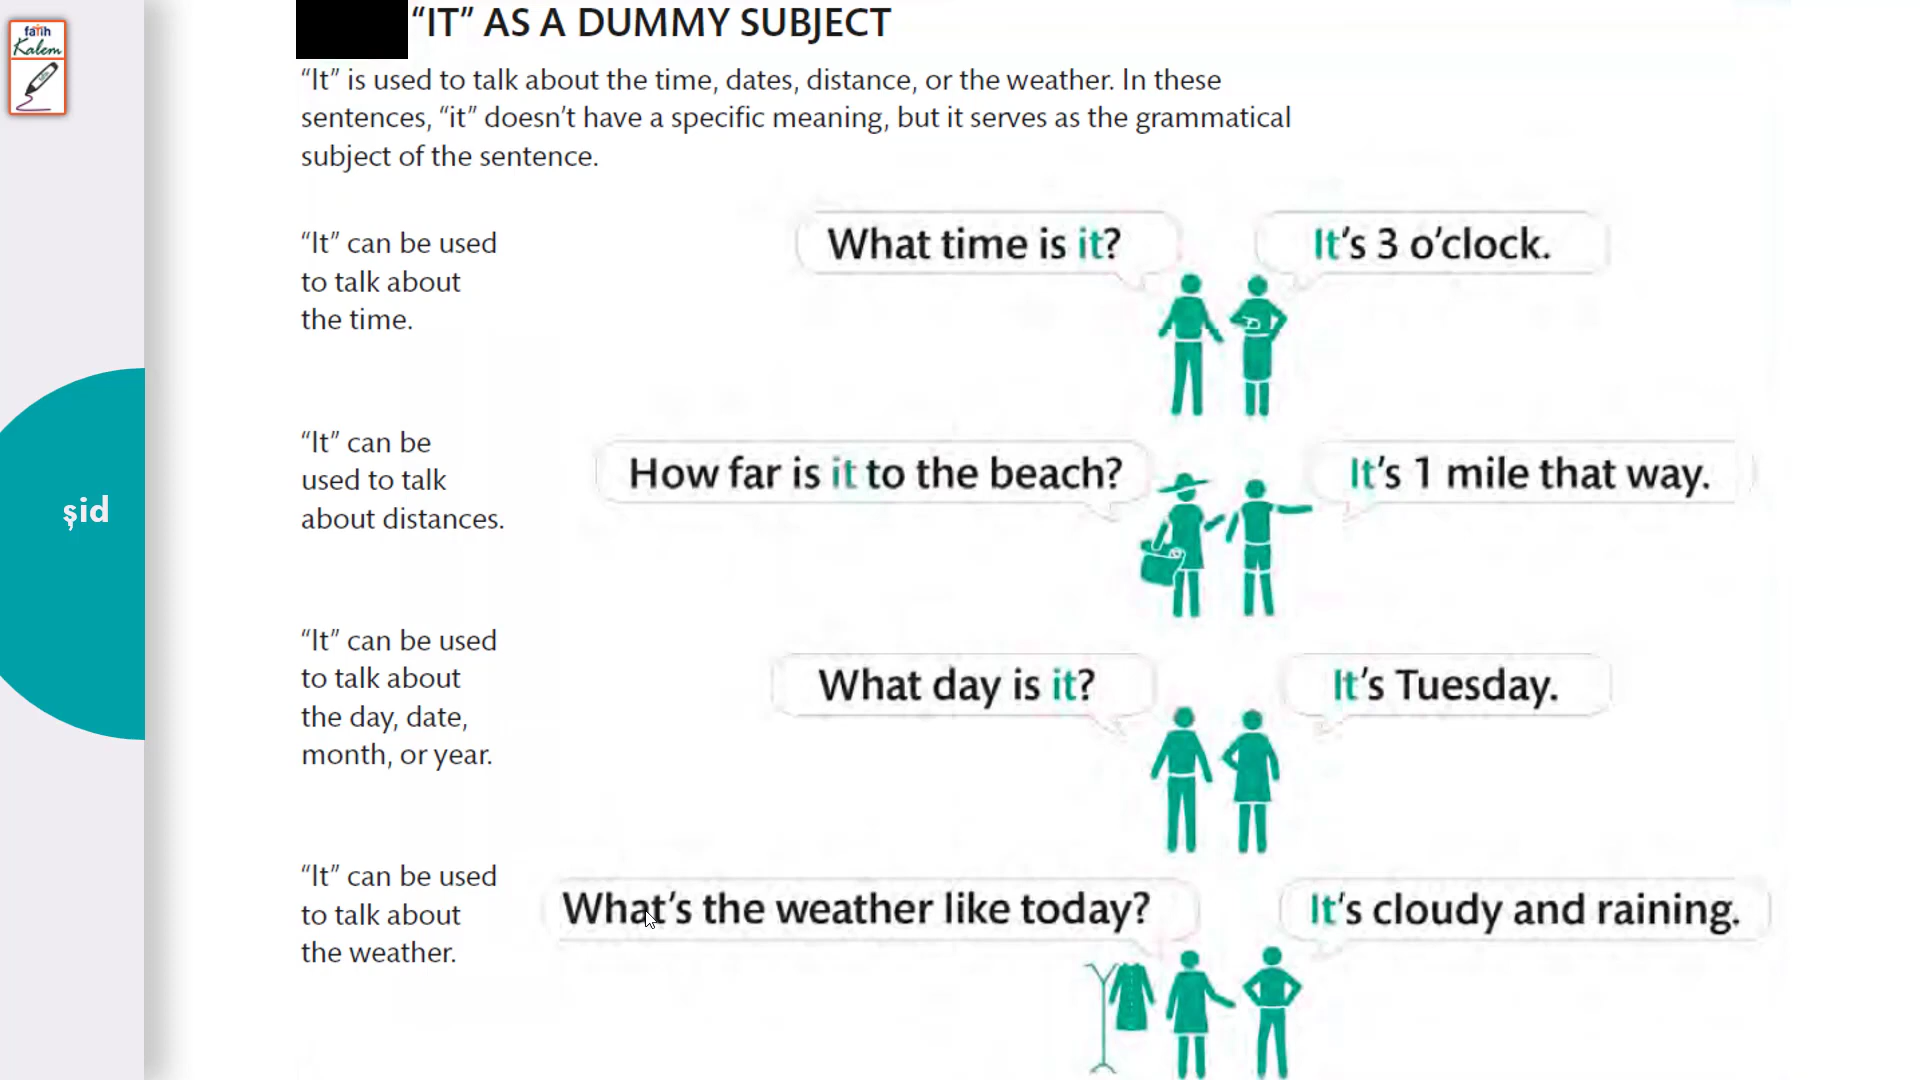 fatih
Kalem
şid
“IT” AS A DUMMY SUBJECT
“It” is used to talk about the time, dates, distance, or the weather. In these
sentences, “it” doesn’t have a specific meaning, but it serves as the grammatical
subject of the sentence.
“It” can be used
to talk about
the time.
What time is it?
It’s 3 o’clock.
“It” can be
used to talk
about distances.
How far is it to the beach?
It’s 1 mile that way.
“It” can be used
to talk about
the day, date,
month, or year.
What day is it?
It’s Tuesday.
“It” can be used
to talk about
the weather.
What’s the weather like today?
It’s cloudy and raining.